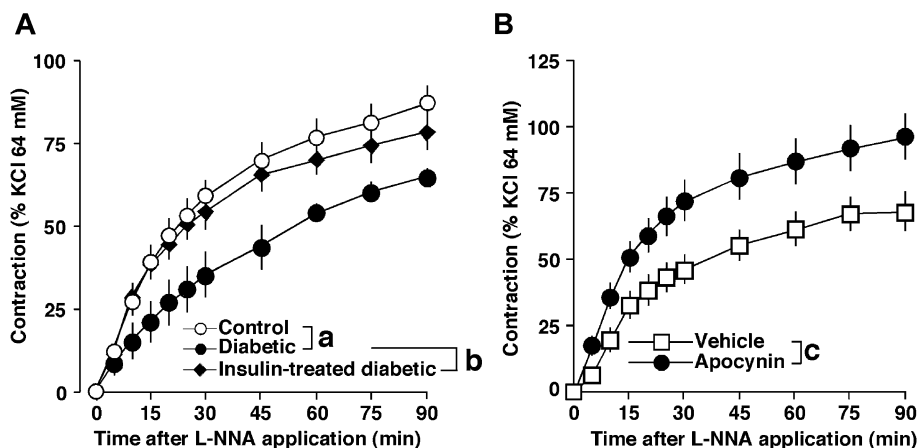 A
Contraction (% KCl 64 mM)
100
75
50
25
0
Control
Diabetic
a
Insulin-treated diabetic
b
0 15 30 45 60 75 90
Time after L-NNA application (min)
B
Contraction (% KCl 64 mM)
125
100
75
50
25
0
Vehicle
Apocynin
c
0 15 30 45 60 75 90
Time after L-NNA application (min)